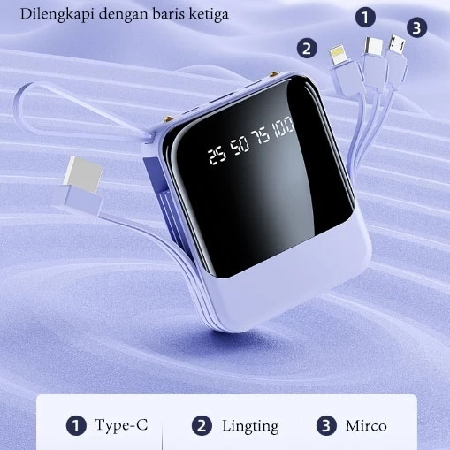 Dilengkapi dengan baris ketiga
1
2
3
25 50 75 100
1 Type-C 2 Lingting 3 Mirco